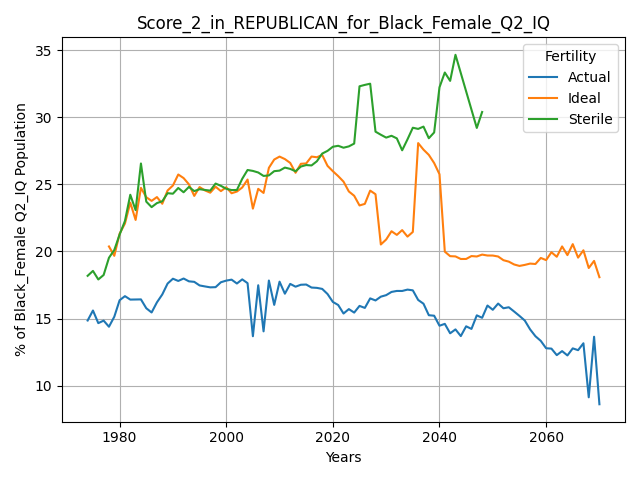 Score_2_in_REPUBLICAN_for_Black_Female_Q2_IQ
% of Black_Female Q2_IQ Population
35
30
25
20
15
10
Fertility
Actual
Ideal
Sterile
1980
2000
2020
2040
2060
Years